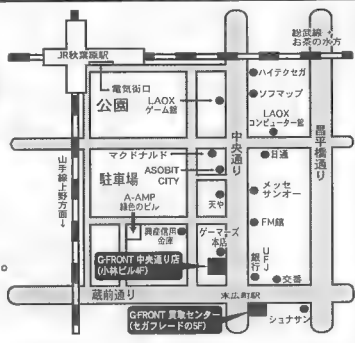 総武線
お茶の水方
JR秋葉原駅
電気街口
公園
LAOX
ゲーム館
ハイテクセガ
ソフマップ
LAOX
コンピューター館
中央通り
昌平橋通り
マクドナルド
ASOBIT
CITY
日通
山手線上野方面↓
駐車場
A-AMP
緑色のビル
天や
メッセ
サンオー
興産信用
金庫
ゲーマーズ
本店
FM館
UFJ
銀行
G-FRONT 中央通り店
(小林ビル4F)
交番
蔵前通り
末広町駅
G-FRONT 買取センター
(セガフレードの5F)
シュナサン